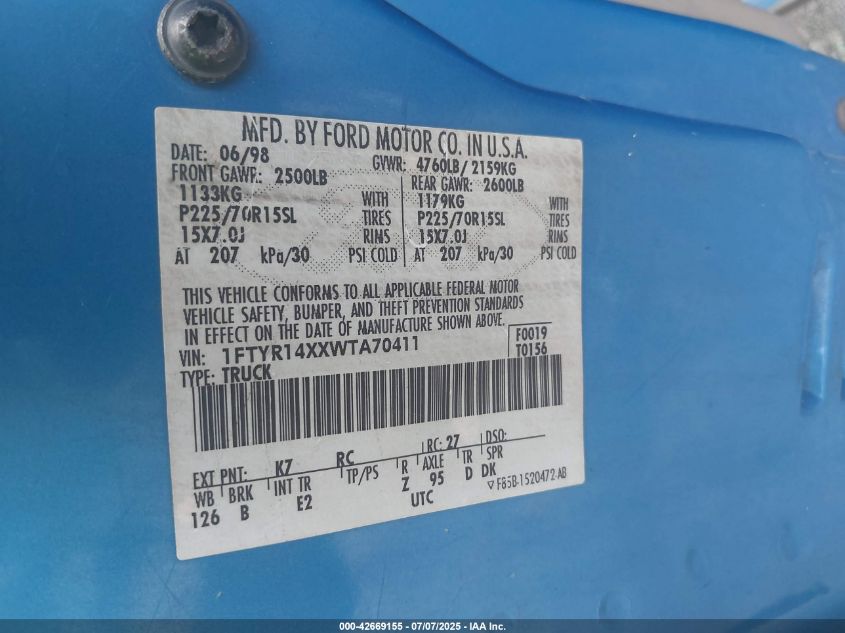 MFD. BY FORD MOTOR CO. IN U.S.A.
DATE: 06/98 GVWR: 4760LB/ 2159KG
FRONT GAWR: 2500LB REAR GAWR: 2600LB
1133KG WITH 1179KG WITH
P225/70R15SL TIRES P225/70R15SL TIRES
15X7.0J RIMS 15X7.0J RIMS
AT 207 kPa/30 PSI COLD AT 207 kPa/30 PSI COLD
THIS VEHICLE CONFORMS TO ALL APPLICABLE FEDERAL MOTOR
VEHICLE SAFETY, BUMPER, AND THEFT PREVENTION STANDARDS
IN EFFECT ON THE DATE OF MANUFACTURE SHOWN ABOVE.
VIN: 1FTYR14XXWTA70411 F0019
TYPE: TRUCK T0156
EXT PNT: K7 RC RC: 27 DSO:
WB BRK INT TR TP/PS R AXLE TR SPR
126 B E2 Z 95 D DK
UTC F85B-1520472-AB
000-42669155 - 07/07/2025 - IAA Inc.